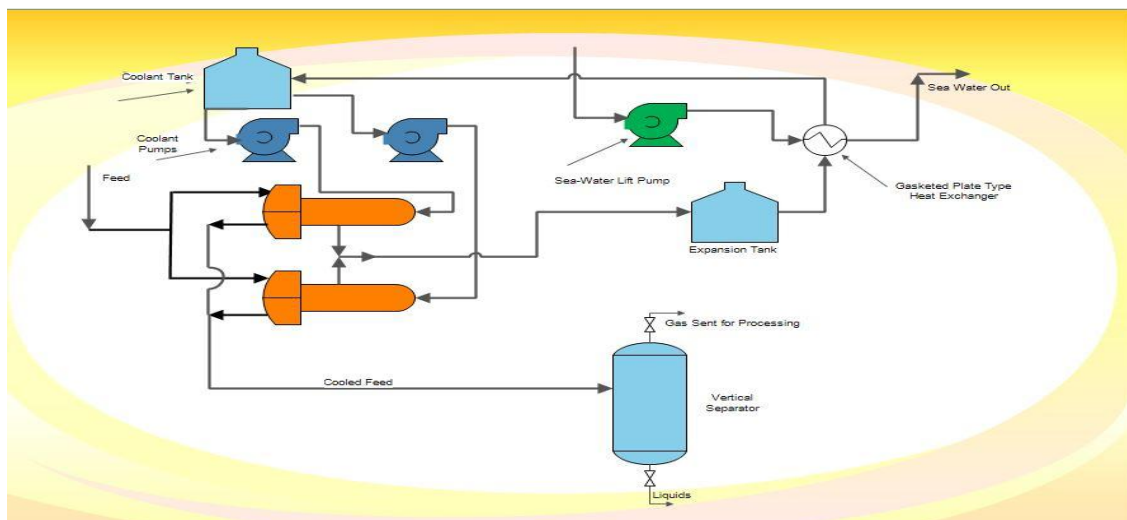 Coolant Tank
Sea Water Out
Coolant
Pumps
Feed
Sea-Water Lift Pump
Gasketed Plate Type
Heat Exchanger
Expansion Tank
Gas Sent for Processing
Cooled Feed
Vertical
Separator
Liquids